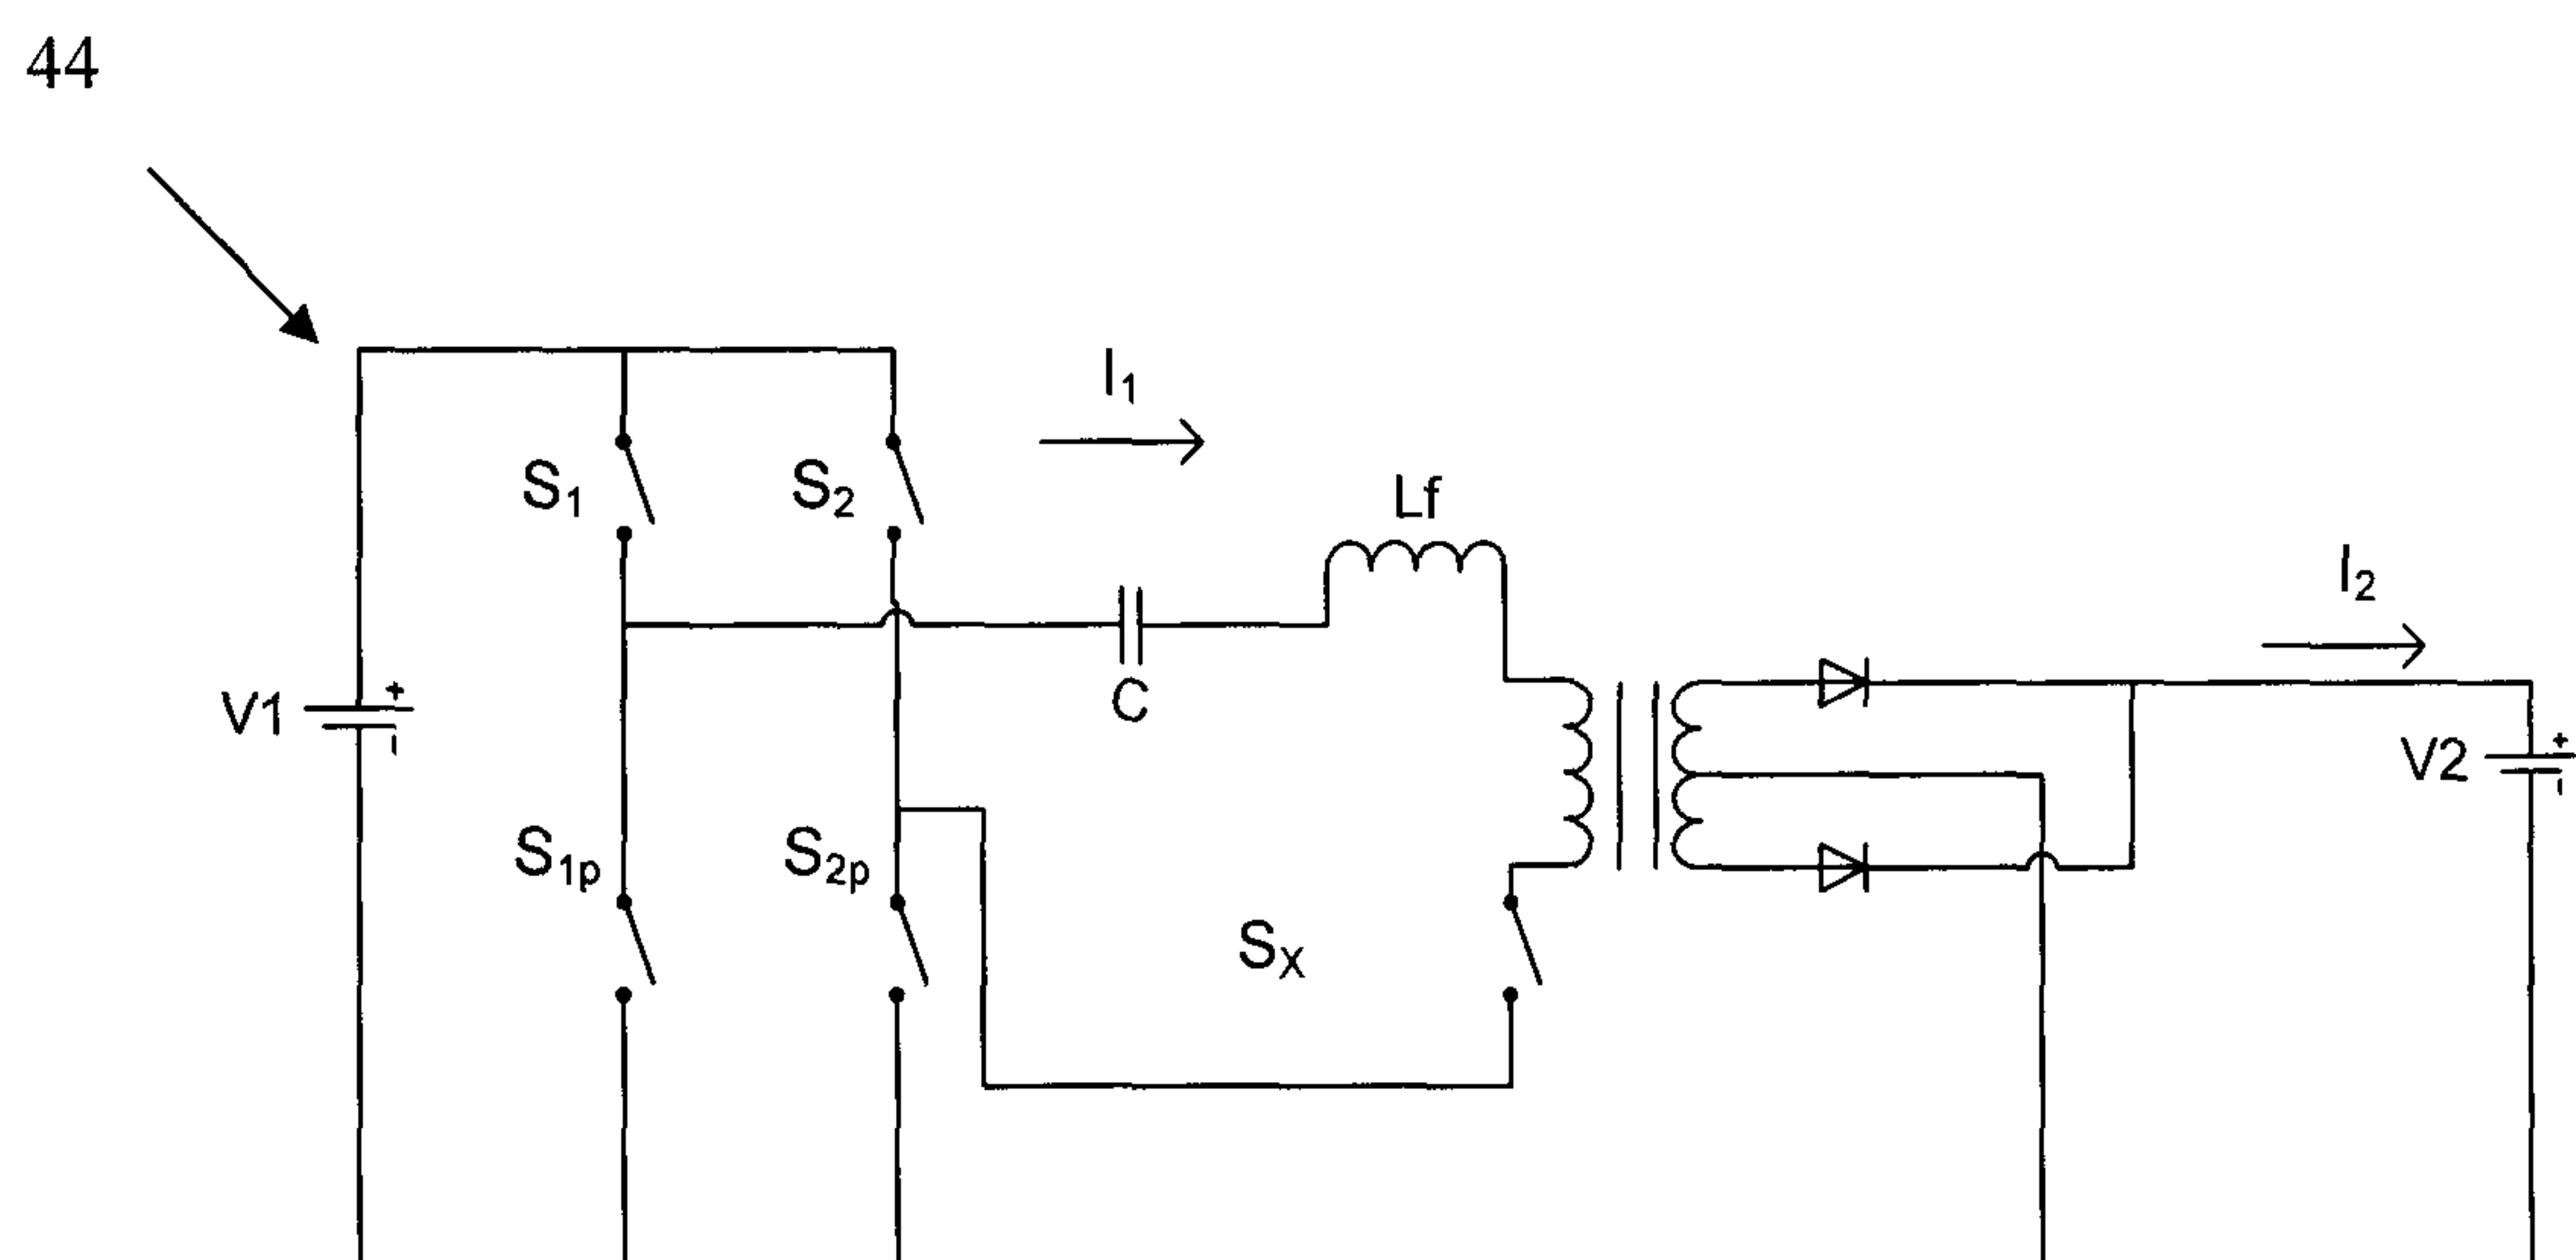 44
I₁
S₁
S₂
Lf
I₂
V1
+
-
C
V2
+
-
S₁ₚ
S₂ₚ
Sₓ